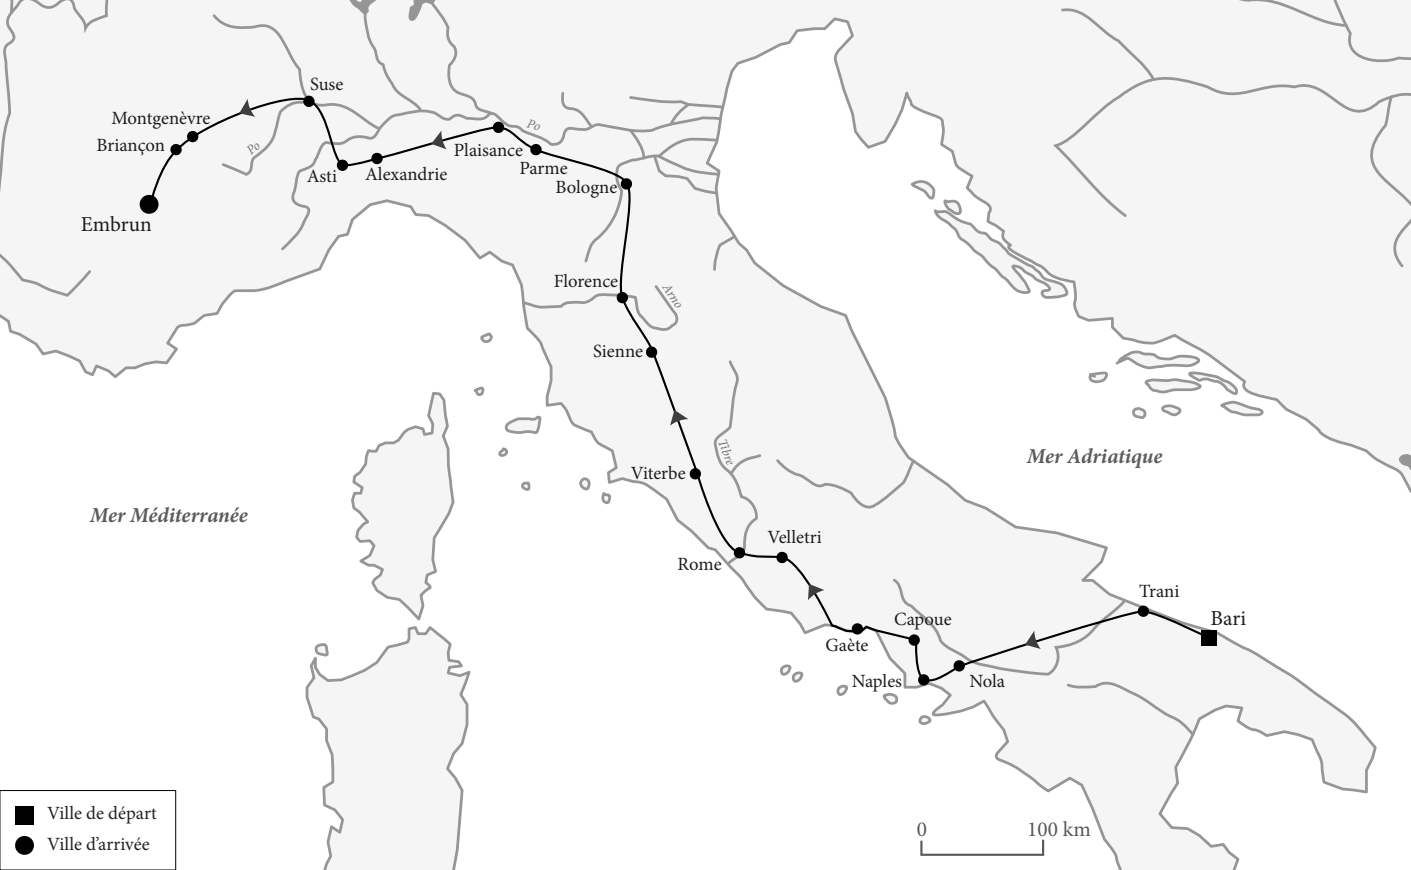 Suse
Montgenèvre
Po
Briançon
Po
Plaisance
Parme
Alexandrie
Asti
Bologne
Embrun
Florence
Arno
Sienne
Tibre
Mer Adriatique
Viterbe
Mer Méditerranée
Velletri
Rome
Trani
Capoue
Bari
Gaète
Naples
Nola
Ville de départ
Ville d'arrivée
0
100 km